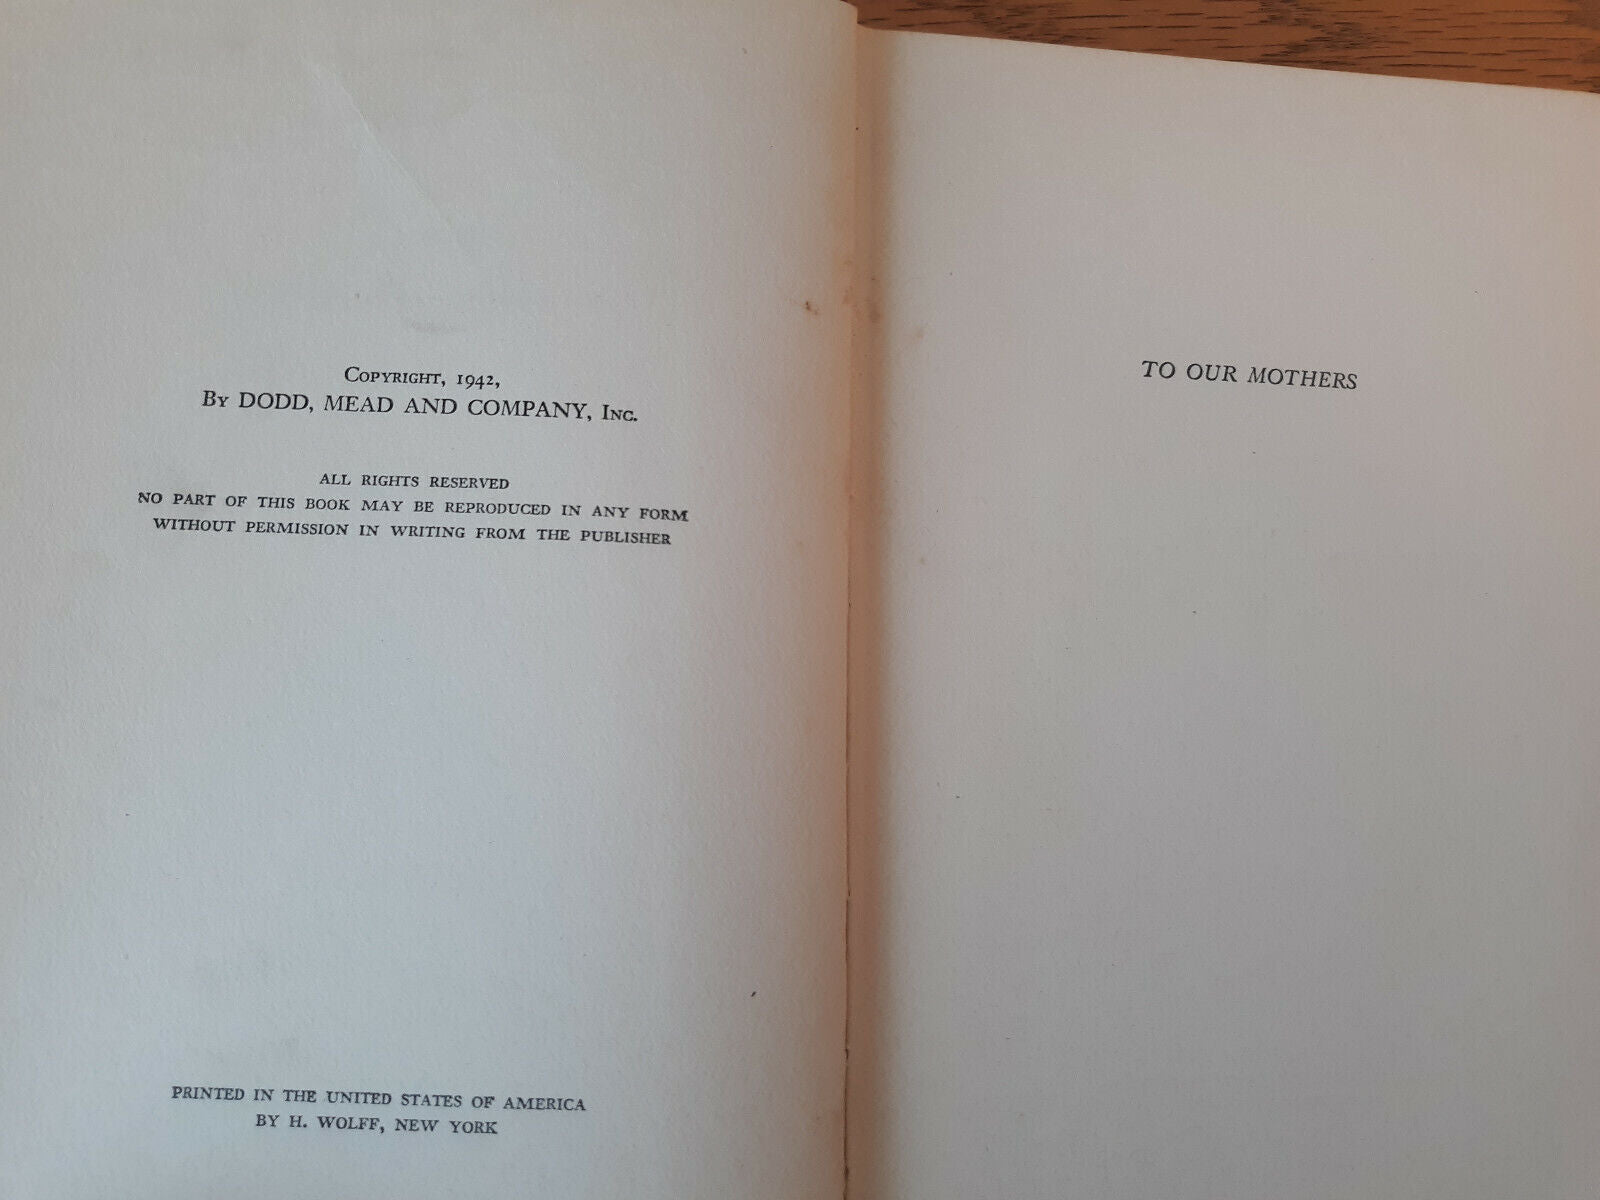 Copyright, 1942,
By DODD, MEAD AND COMPANY, Inc.
ALL RIGHTS RESERVED
NO PART OF THIS BOOK MAY BE REPRODUCED IN ANY FORM
WITHOUT PERMISSION IN WRITING FROM THE PUBLISHER
PRINTED IN THE UNITED STATES OF AMERICA
BY H. WOLFF, NEW YORK
TO OUR MOTHERS